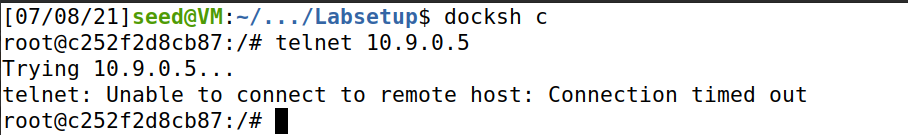 [07/08/21]seed@VM:~/.../Labsetup$ docksh c
root@c252f2d8cb87:/# telnet 10.9.0.5
Trying 10.9.0.5...
telnet: Unable to connect to remote host: Connection timed out
root@c252f2d8cb87:/#